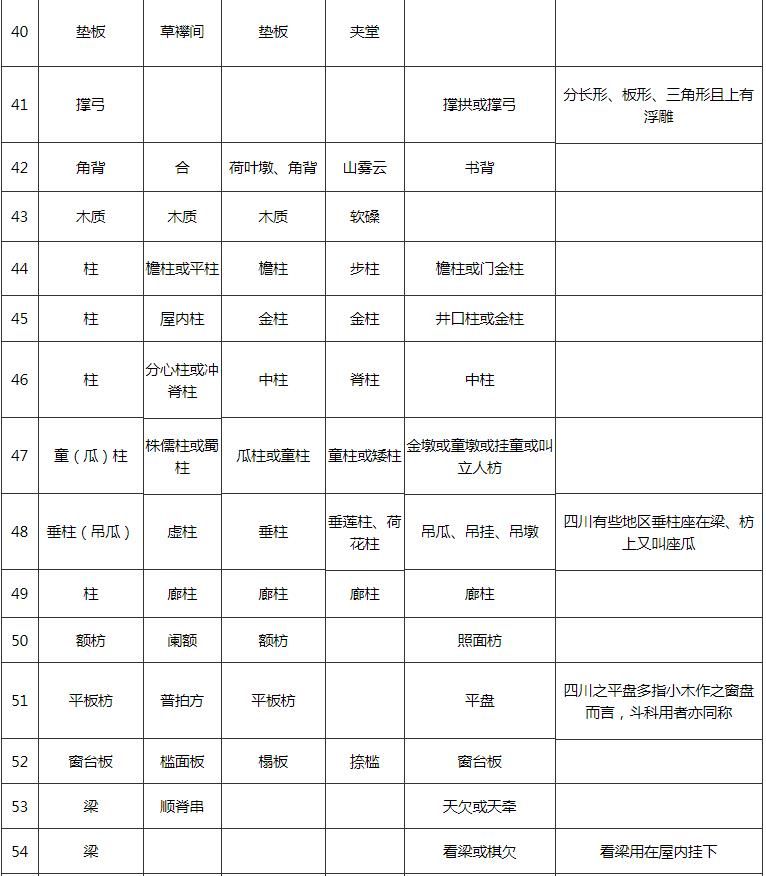 40 垫板 草襻间 垫板 夹堂
41 撑弓 撑拱或撑弓 分长形、板形、三角形且上有
浮雕
42 角背 合 荷叶墩、角背 山雾云 书背
43 木质 木质 木质 软磉
44 柱 檐柱或平柱 檐柱 步柱 檐柱或门金柱
45 柱 屋内柱 金柱 金柱 井口柱或金柱
46 柱 分心柱或冲
脊柱 中柱 脊柱 中柱
47 童（瓜）柱 株儒柱或蜀
柱 瓜柱或童柱 童柱或矮柱 金墩或童墩或挂童或叫
立人枋
48 垂柱（吊瓜） 虚柱 垂柱 垂莲柱、荷
花柱 吊瓜、吊挂、吊墩 四川有些地区垂柱座在梁、枋
上又叫座瓜
49 柱 廊柱 廊柱 廊柱 廊柱
50 额枋 阑额 额枋 照面枋
51 平板枋 普拍方 平板枋 平盘 四川之平盘多指小木作之窗盘
而言，斗科用者亦同称
52 窗台板 槛面板 榻板 捺槛 窗台板
53 梁 顺脊串 天欠或天牵
54 梁 看梁或棋欠 看梁用在屋内挂下